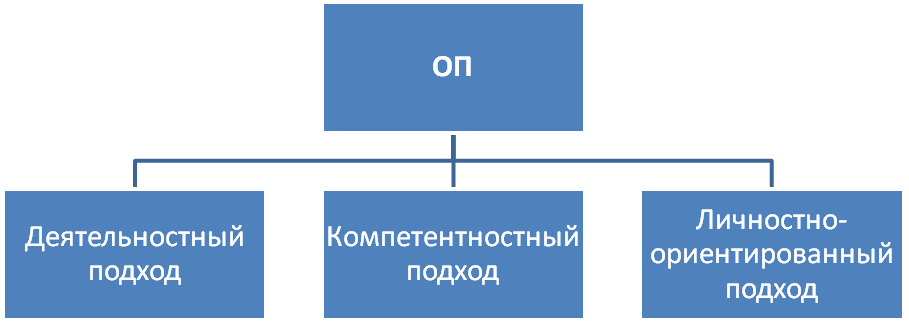 ОП
Деятельностный
подход
Компетентностный
подход
Личностно-
ориентированный
подход